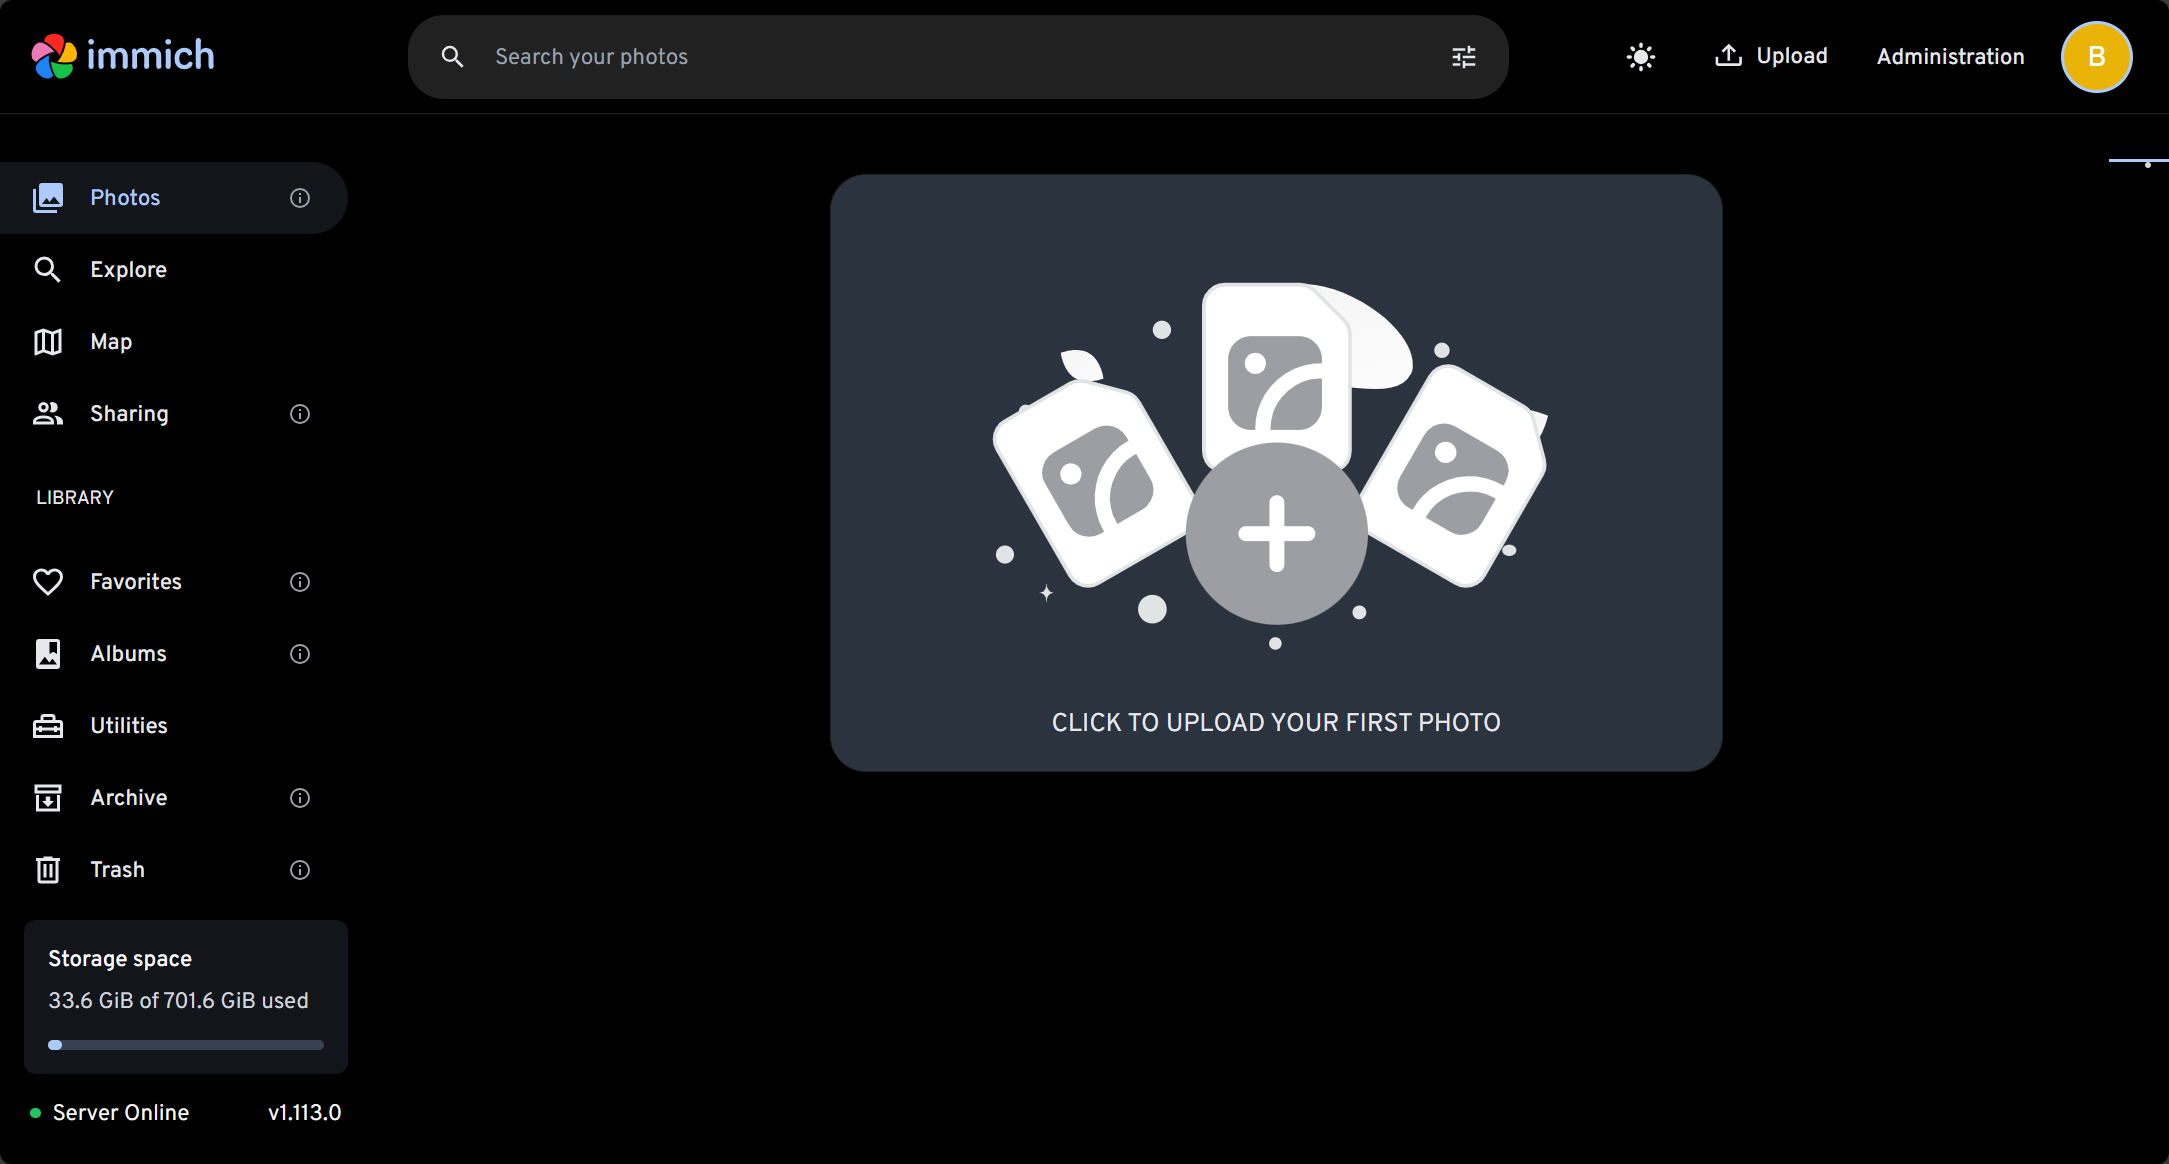 immich
Search your photos
Upload
Administration
B
Photos
Explore
Map
Sharing
LIBRARY
Favorites
Albums
Utilities
Archive
Trash
Storage space
33.6 GiB of 701.6 GiB used
Server Online
v1.113.0
CLICK TO UPLOAD YOUR FIRST PHOTO